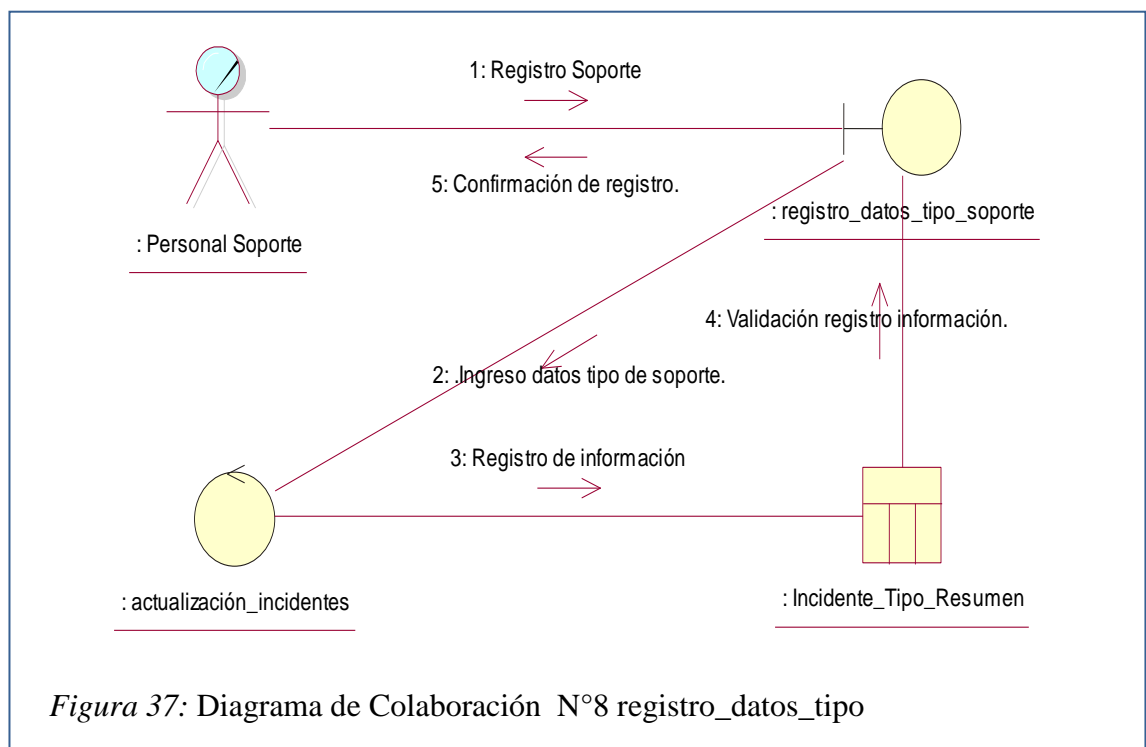 1: Registro Soporte
5: Confirmación de registro.
: registro_datos_tipo_soporte
: Personal Soporte
4: Validación registro información.
2: .Ingreso datos tipo de soporte.
3: Registro de información
: actualización_incidentes
: Incidente_Tipo_Resumen
Figura 37: Diagrama de Colaboración N°8 registro_datos_tipo